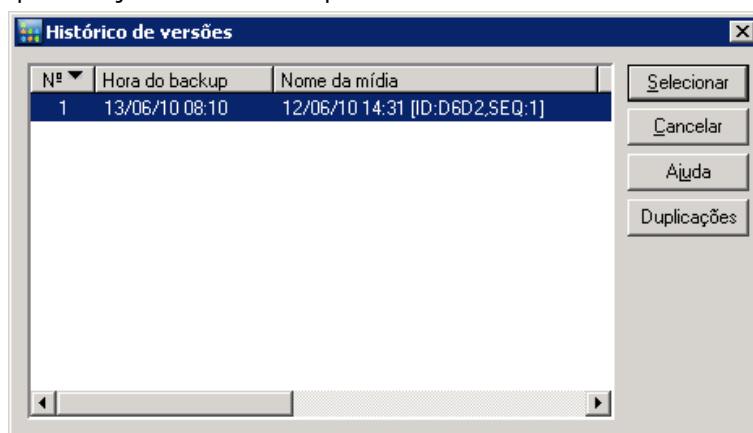 Histórico de versões
Nº Hora do backup Nome da mídia
1 13/06/10 08:10 12/06/10 14:31 [ID:D6D2,SEQ:1]
Selecionar
Cancelar
Ajuda
Duplicações